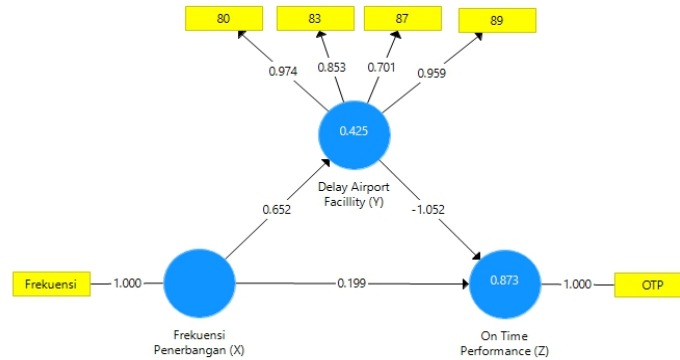 80
83
87
89
0.974
0.853
0.701
0.959
0.425
Delay Airport
Facillity (Y)
0.652
-1.052
Frekuensi
1.000
0.199
0.873
1.000
OTP
Frekuensi
Penerbangan (X)
On Time
Performance (Z)